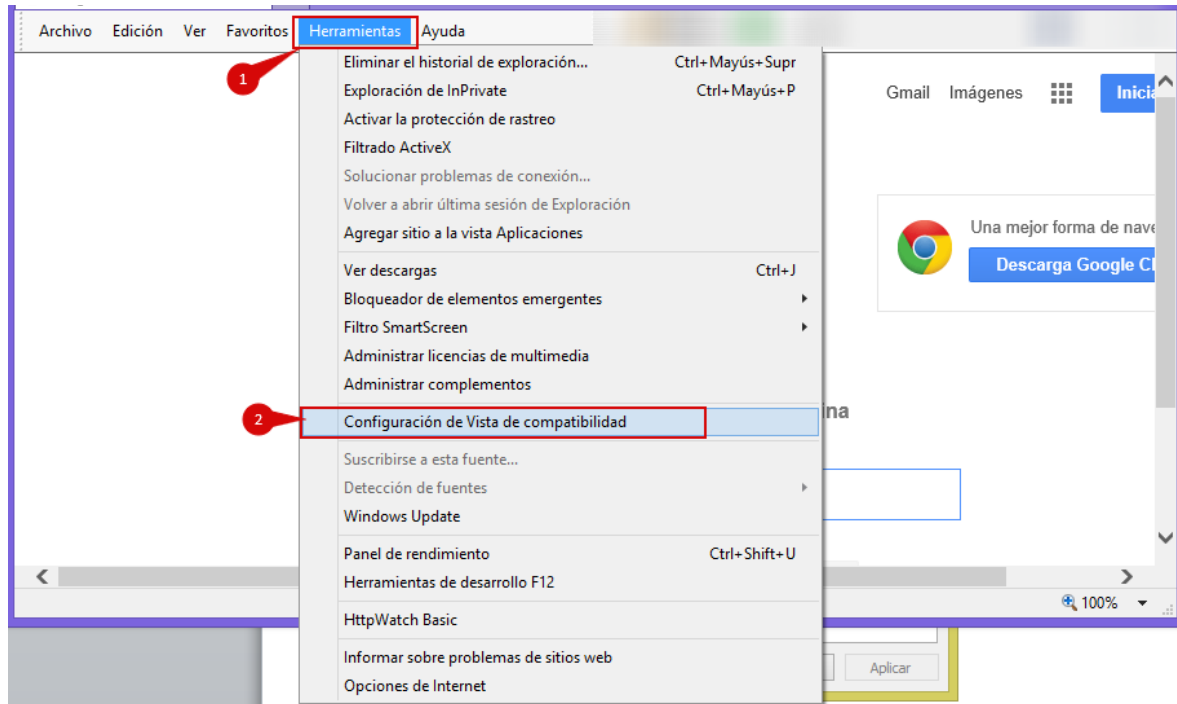 Archivo Edición Ver Favoritos Herramientas Ayuda
1
Eliminar el historial de exploración... Ctrl+Mayús+Supr
Exploración de InPrivate Ctrl+Mayús+P
Activar la protección de rastreo
Filtrado ActiveX
Solucionar problemas de conexión...
Volver a abrir última sesión de Exploración
Agregar sitio a la vista Aplicaciones
Ver descargas Ctrl+J
Bloqueador de elementos emergentes
Filtro SmartScreen
Administrar licencias de multimedia
Administrar complementos
2
Configuración de Vista de compatibilidad
Suscribirse a esta fuente...
Detección de fuentes
Windows Update
Panel de rendimiento Ctrl+Shift+U
Herramientas de desarrollo F12
HttpWatch Basic
Informar sobre problemas de sitios web
Opciones de Internet
Gmail Imágenes Inicia
Una mejor forma de nave
Descarga Google Cl
ina
100%
Aplicar